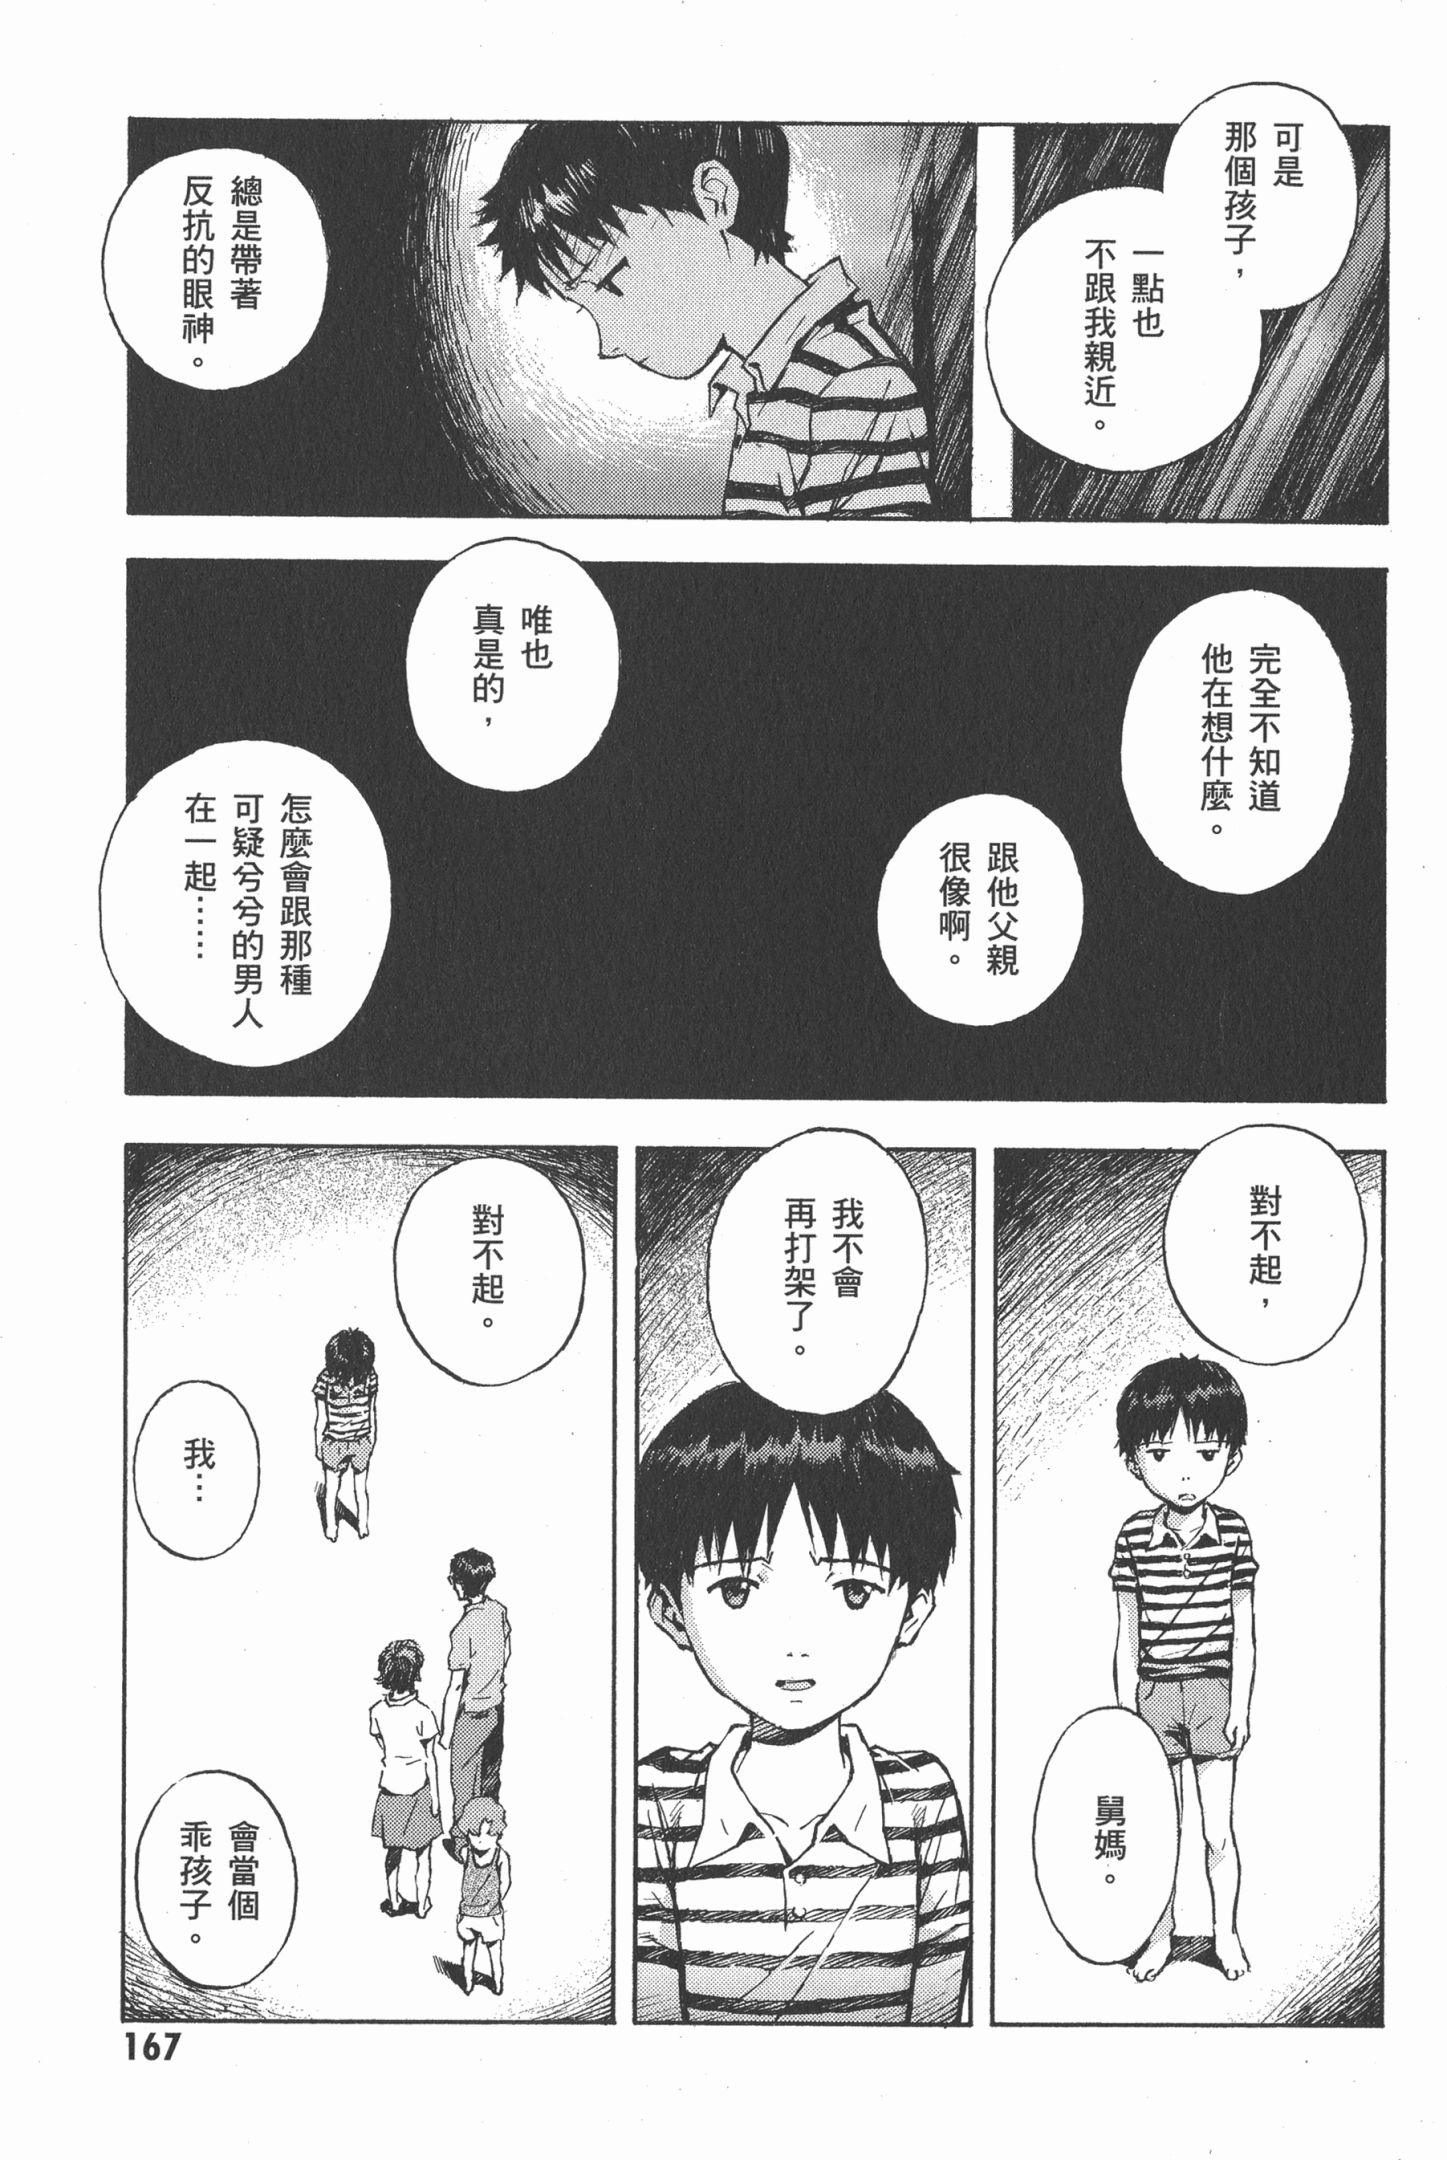 可是
那個孩子，
一點也
不跟我親近。
總是帶著
反抗的眼神。
完全不知道
他在想什麼。
跟他父親
很像啊。
唯也
真是的，
怎麼會跟那種
可疑兮兮的男人
在一起……
對不起，
舅媽。
我不會
再打架了。
對不起。
我…
會當個
乖孩子。
167